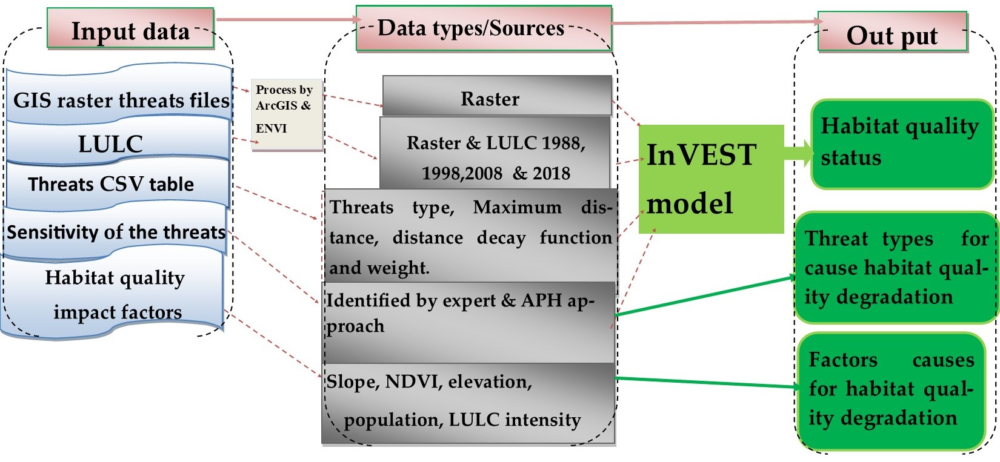 Input data
Data types/Sources
Out put
GIS raster threats files
LULC
Threats CSV table
Sensitivity of the threats
Habitat quality
impact factors
Process by
ArcGIS &
ENVI
Raster
Raster & LULC 1988,
1998,2008 & 2018
Threats type, Maximum dis-
tance, distance decay function
and weight.
Identified by expert & APH ap-
proach
Slope, NDVI, elevation,
population, LULC intensity
InVEST
model
Habitat quality
status
Threat types for
cause habitat qual-
ity degradation
Factors causes
for habitat qual-
ity degradation